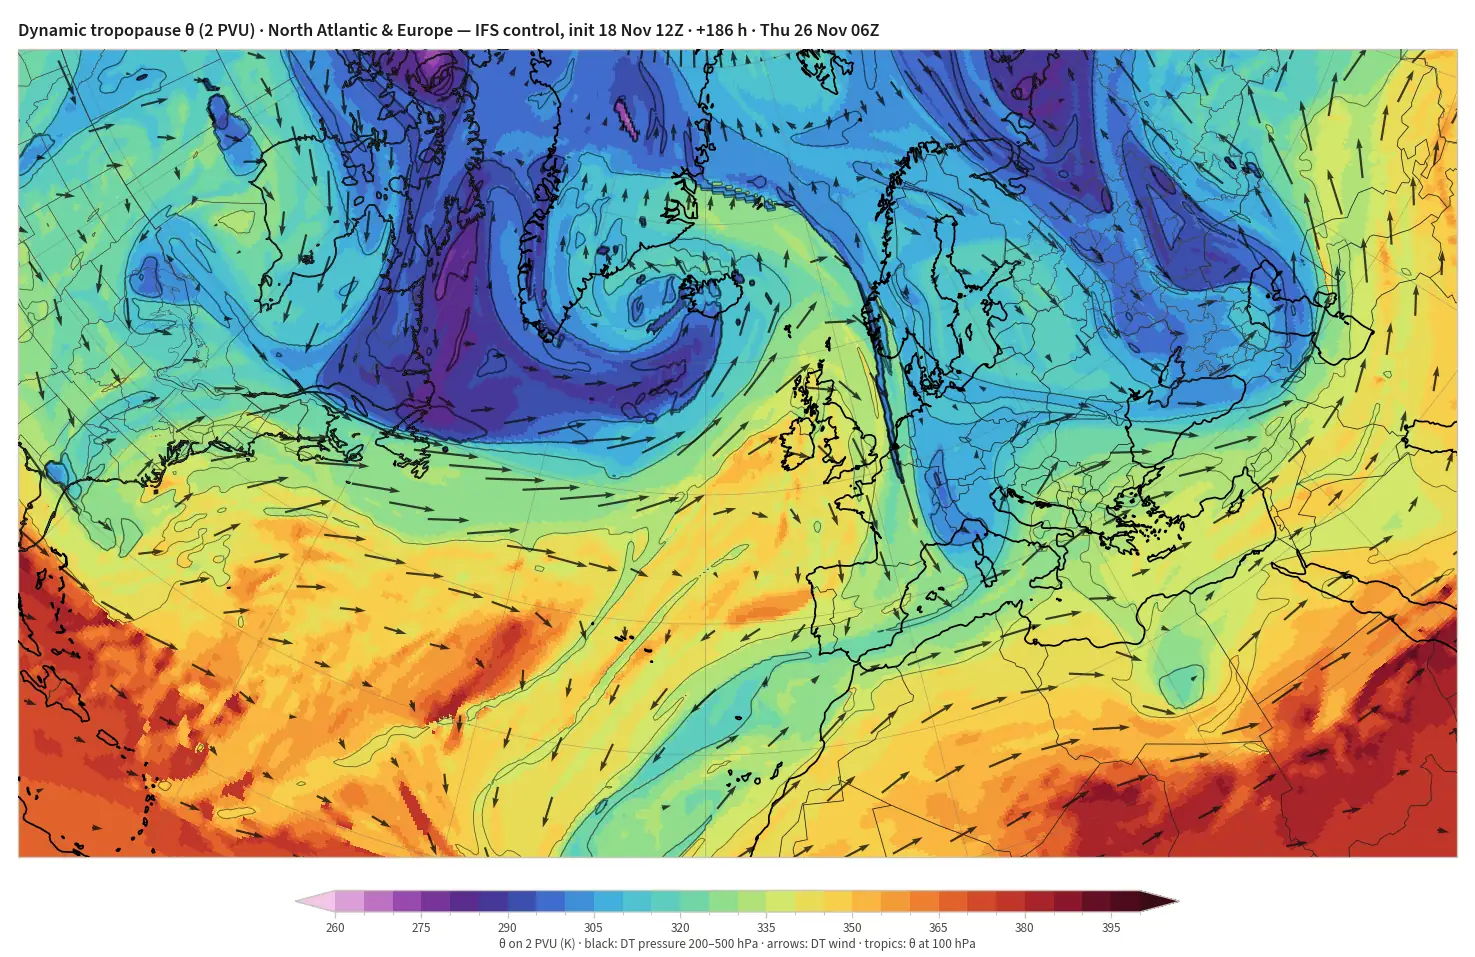 Dynamic tropopause θ (2 PVU) · North Atlantic & Europe — IFS control, init 18 Nov 12Z · +186 h · Thu 26 Nov 06Z
260 275 290 305 320 335 350 365 380 395
θ on 2 PVU (K) · black: DT pressure 200–500 hPa · arrows: DT wind · tropics: θ at 100 hPa